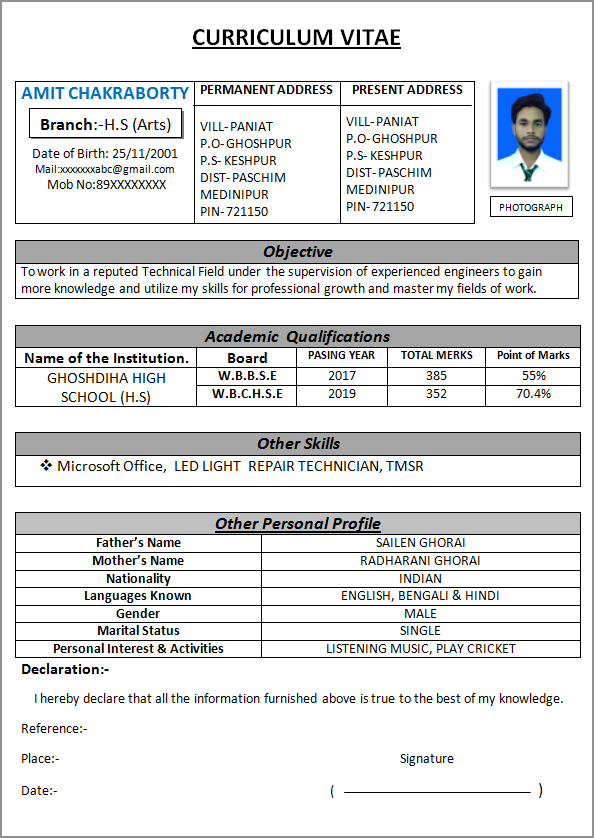 CURRICULUM VITAE
AMIT CHAKRABORTY
Branch:-H.S (Arts)
Date of Birth: 25/11/2001
Mail:xxxxxxxabc@gmail.com
Mob No:89XXXXXXXX
PERMANENT ADDRESS
VILL- PANIAT
P.O- GHOSHPUR
P.S- KESHPUR
DIST- PASCHIM
MEDINIPUR
PIN- 721150
PRESENT ADDRESS
VILL- PANIAT
P.O- GHOSHPUR
P.S- KESHPUR
DIST- PASCHIM
MEDINIPUR
PIN- 721150
PHOTOGRAPH
Objective
To work in a reputed Technical Field under the supervision of experienced engineers to gain
more knowledge and utilize my skills for professional growth and master my fields of work.
Academic Qualifications
Name of the Institution. Board PASING YEAR TOTAL MERKS Point of Marks
GHOSHDIHA HIGH W.B.B.S.E 2017 385 55%
SCHOOL (H.S) W.B.C.H.S.E 2019 352 70.4%
Other Skills
❖ Microsoft Office, LED LIGHT REPAIR TECHNICIAN, TMSR
Other Personal Profile
Father's Name SAILEN GHORAI
Mother's Name RADHARANI GHORAI
Nationality INDIAN
Languages Known ENGLISH, BENGALI & HINDI
Gender MALE
Marital Status SINGLE
Personal Interest & Activities LISTENING MUSIC, PLAY CRICKET
Declaration:-
I hereby declare that all the information furnished above is true to the best of my knowledge.
Reference:-
Place:- Signature
Date:- ( )